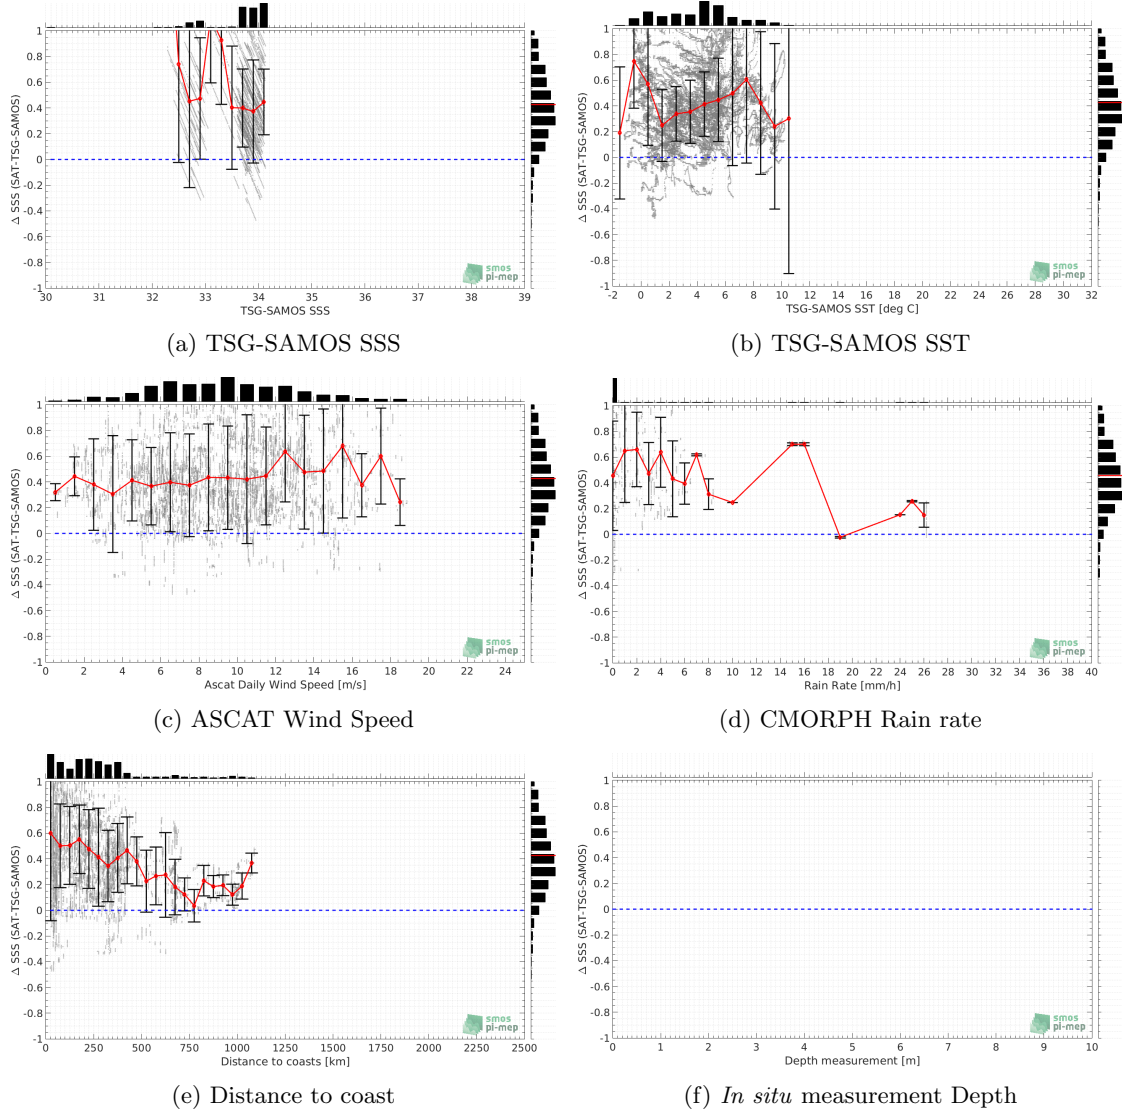 1
0.8
0.6
0.4
0.2
0
-0.2
-0.4
-0.6
-0.8
-1
Δ SSS (SAT-TSG-SAMOS)
30 31 32 33 34 35 36 37 38 39
TSG-SAMOS SSS
smos
pi-mep
(a) TSG-SAMOS SSS
1
0.8
0.6
0.4
0.2
0
-0.2
-0.4
-0.6
-0.8
-1
Δ SSS (SAT-TSG-SAMOS)
-2 0 2 4 6 8 10 12 14 16 18 20 22 24 26 28 30 32
TSG-SAMOS SST [deg C]
smos
pi-mep
(b) TSG-SAMOS SST
1
0.8
0.6
0.4
0.2
0
-0.2
-0.4
-0.6
-0.8
-1
Δ SSS (SAT-TSG-SAMOS)
0 2 4 6 8 10 12 14 16 18 20 22 24
Ascat Daily Wind Speed [m/s]
smos
pi-mep
(c) ASCAT Wind Speed
1
0.8
0.6
0.4
0.2
0
-0.2
-0.4
-0.6
-0.8
-1
Δ SSS (SAT-TSG-SAMOS)
0 2 4 6 8 10 12 14 16 18 20 22 24 26 28 30 32 34 36 38 40
Rain Rate [mm/h]
smos
pi-mep
(d) CMORPH Rain rate
1
0.8
0.6
0.4
0.2
0
-0.2
-0.4
-0.6
-0.8
-1
Δ SSS (SAT-TSG-SAMOS)
0 250 500 750 1000 1250 1500 1750 2000 2250 2500
Distance to coasts [km]
smos
pi-mep
(e) Distance to coast
1
0.8
0.6
0.4
0.2
0
-0.2
-0.4
-0.6
-0.8
-1
Δ SSS (SAT-TSG-SAMOS)
0 1 2 3 4 5 6 7 8 9 10
Depth measurement [m]
smos
pi-mep
(f) In situ measurement Depth